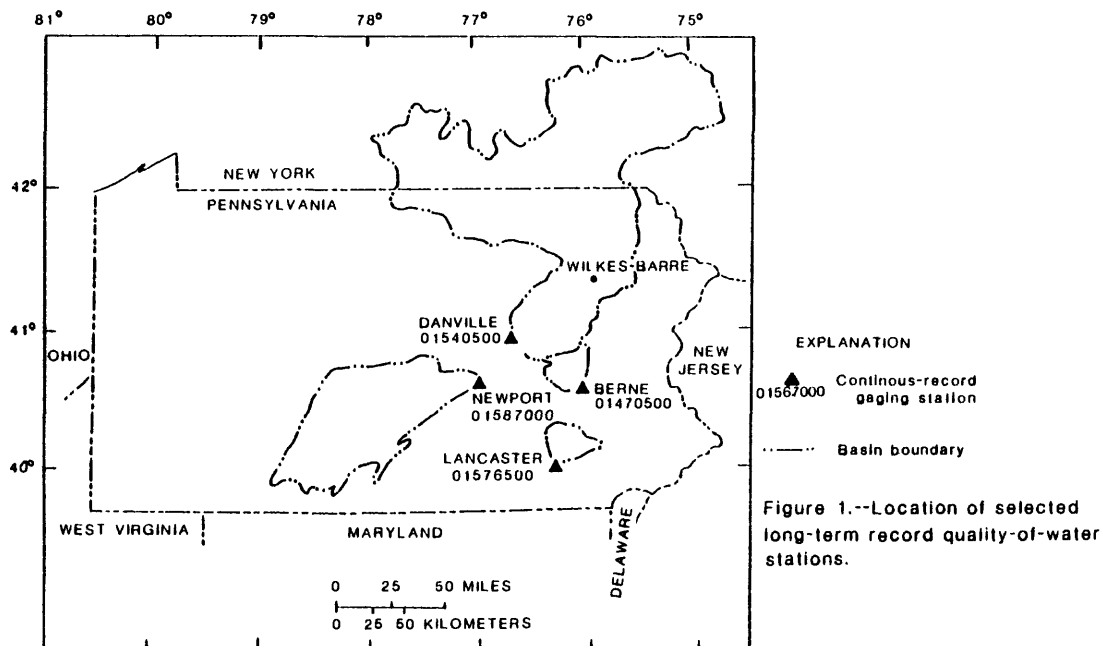 81° 80° 79° 78° 77° 76° 75°
42°
NEW YORK
PENNSYLVANIA
WILKES-BARRE
41°
DANVILLE
01540500
OHIO
NEW
JERSEY
NEWPORT
01587000
BERNE
01470500
LANCASTER
01576500
40°
WEST VIRGINIA
MARYLAND
DELAWARE
0 25 50 MILES
0 25 50 KILOMETERS
EXPLANATION
01567000
Continous-record
gaging station
Basin boundary
Figure 1.--Location of selected
long-term record quality-of-water
stations.